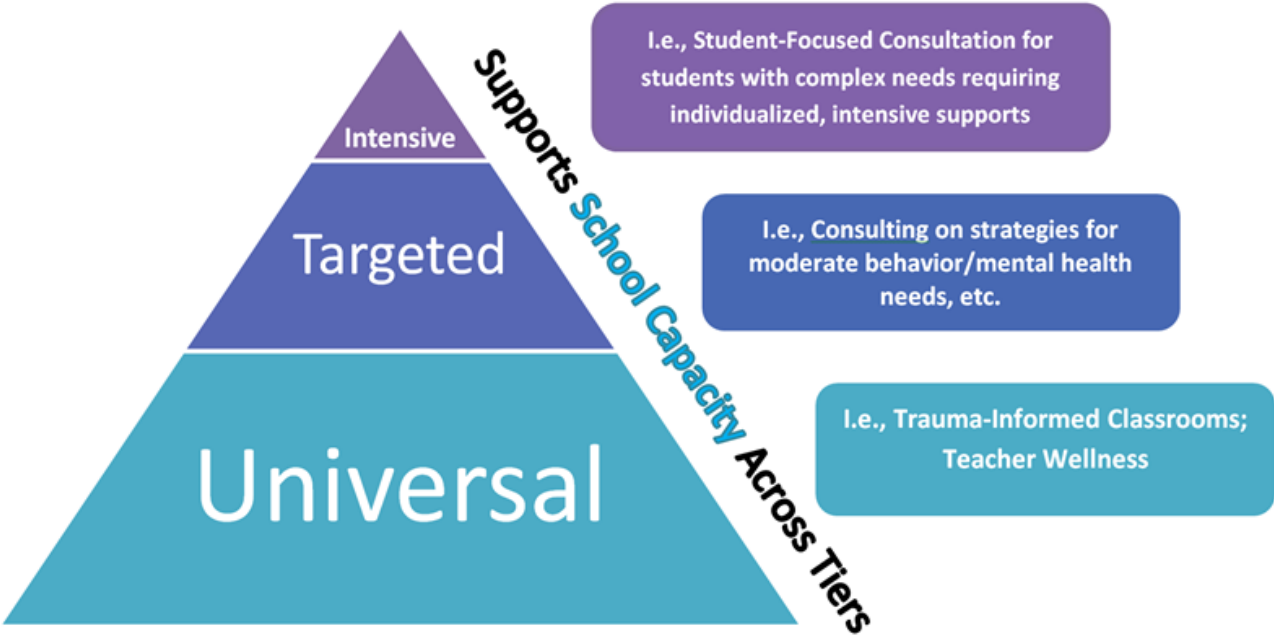 Intensive
Targeted
Universal
Supports School Capacity Across Tiers
I.e., Student-Focused Consultation for
students with complex needs requiring
individualized, intensive supports
I.e., Consulting on strategies for
moderate behavior/mental health
needs, etc.
I.e., Trauma-Informed Classrooms;
Teacher Wellness